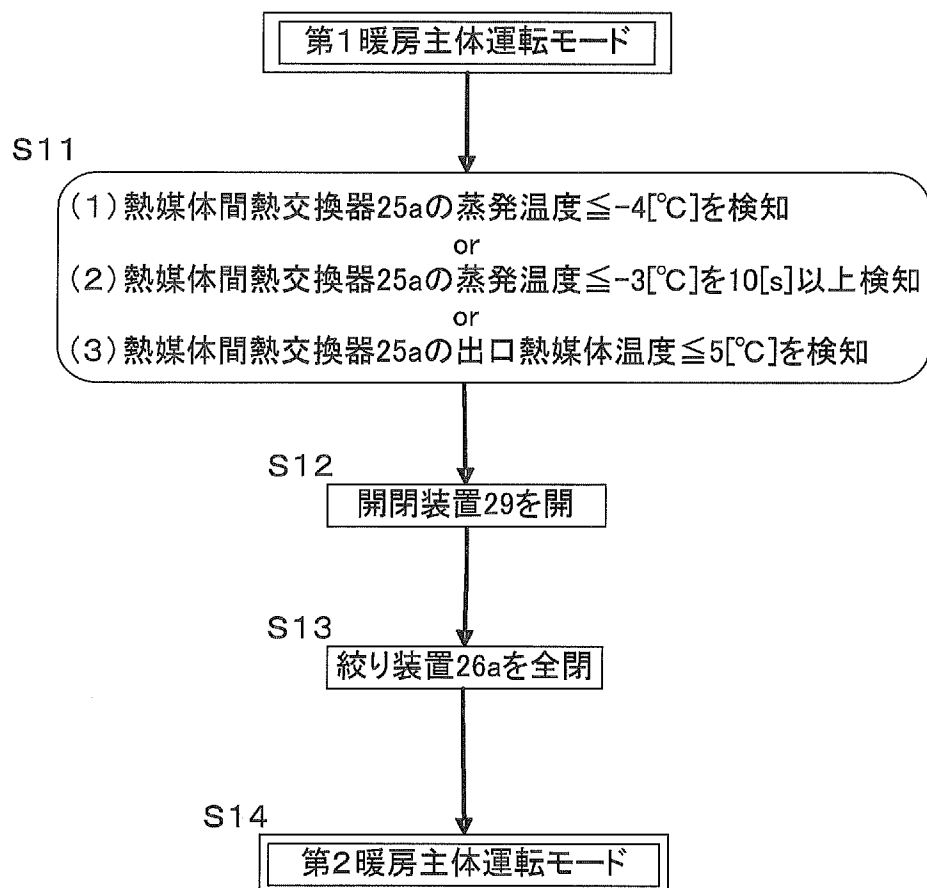 第1暖房主体運転モード
S11
(1)熱媒体間熱交換器25aの蒸発温度≦-4[℃]を検知
or
(2)熱媒体間熱交換器25aの蒸発温度≦-3[℃]を10[s]以上検知
or
(3)熱媒体間熱交換器25aの出口熱媒体温度≦5[℃]を検知
S12
開閉装置29を開
S13
絞り装置26aを全閉
S14
第2暖房主体運転モード